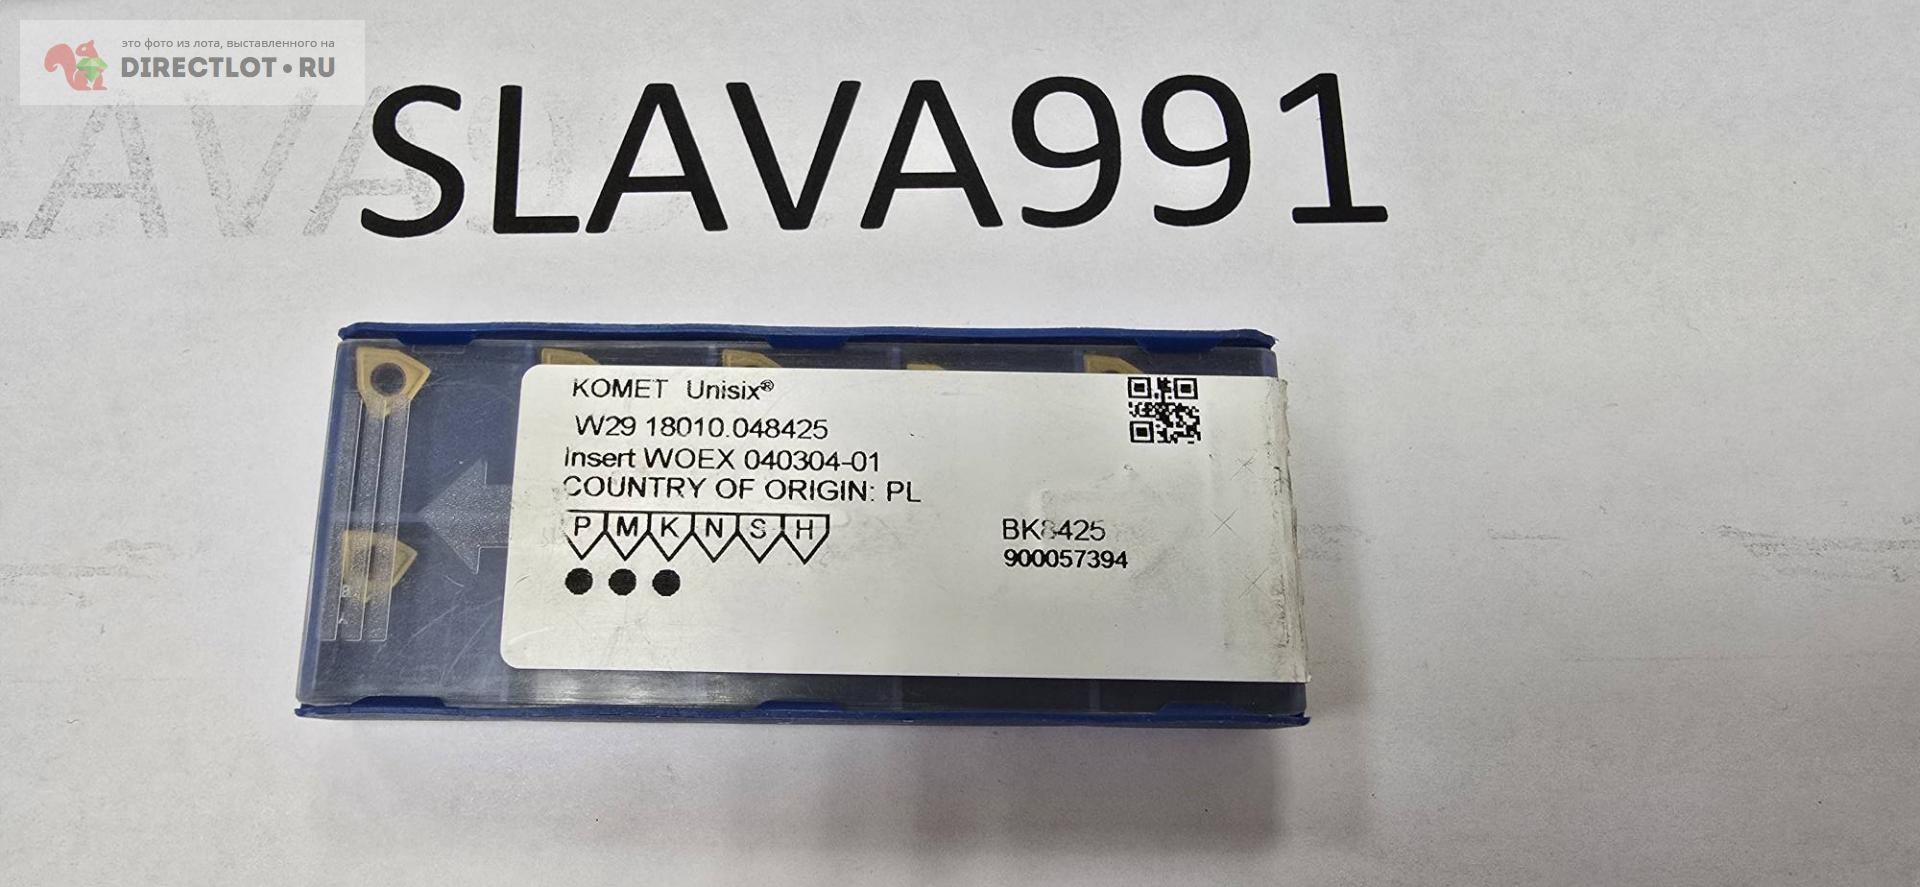 это фото из лота, выставленного на
DIRECTLOT•RU
SLAVA991
KOMET Unisix®
W29 18010.048425
Insert WOEX 040304-01
COUNTRY OF ORIGIN: PL
P M K N S H
BK8425
900057394